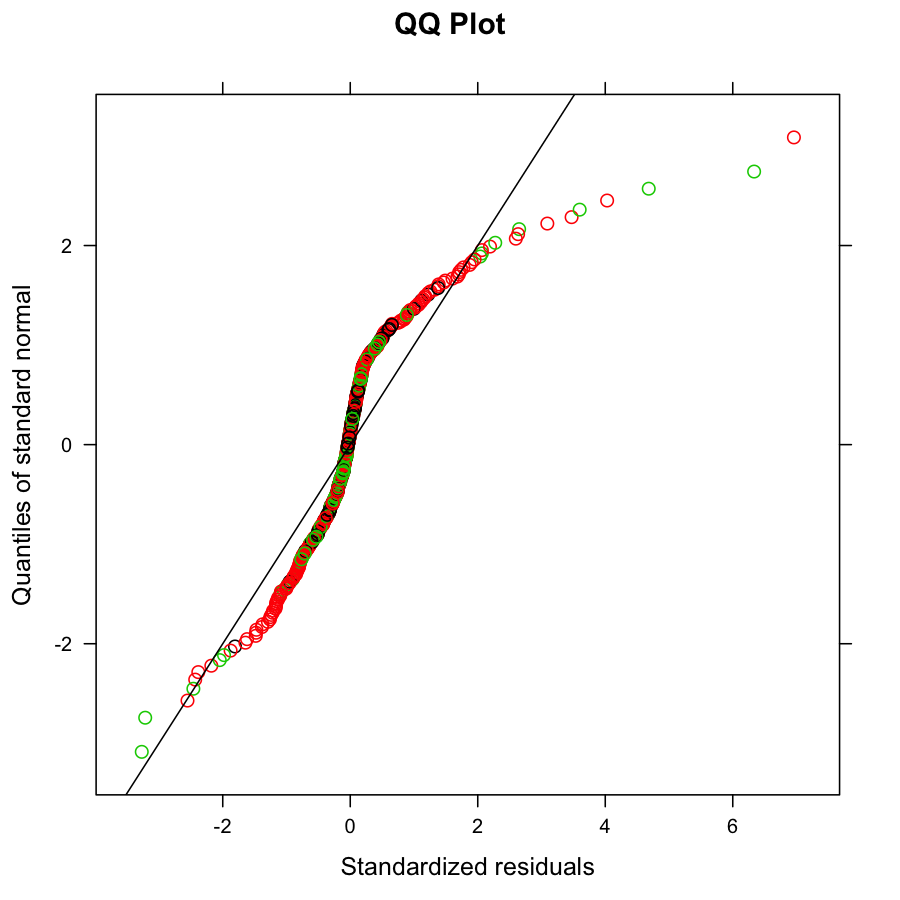 QQ Plot
Quantiles of standard normal
2
0
-2
-2 0 2 4 6
Standardized residuals